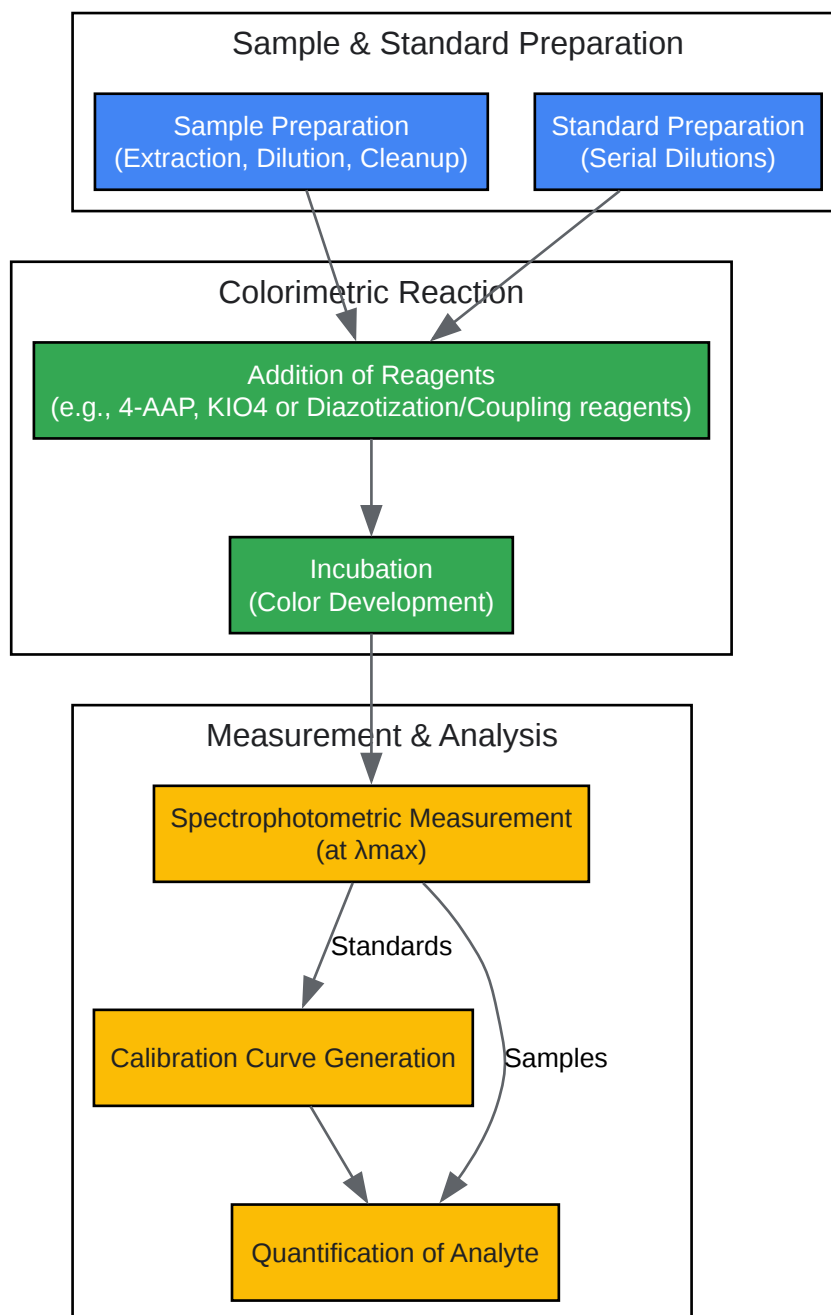 Sample & Standard Preparation
Sample Preparation
(Extraction, Dilution, Cleanup)
Standard Preparation
(Serial Dilutions)
Colorimetric Reaction
Addition of Reagents
(e.g., 4-AAP, KIO4 or Diazotization/Coupling reagents)
Incubation
(Color Development)
Measurement & Analysis
Spectrophotometric Measurement
(at λmax)
Standards
Calibration Curve Generation
Samples
Quantification of Analyte